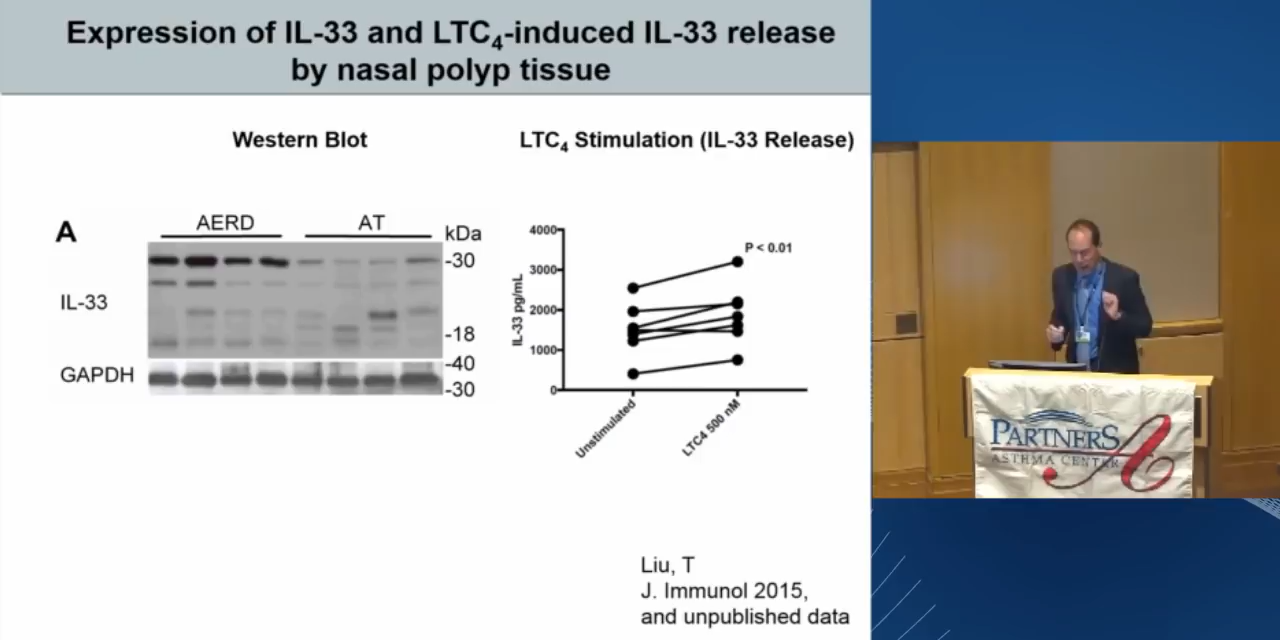 Expression of IL-33 and LTC4-induced IL-33 release
by nasal polyp tissue
Western Blot
A
AERD
AT
kDa
IL-33
-30
-18
GAPDH
-40
-30
LTC4 Stimulation (IL-33 Release)
IL-33 pg/mL
4000
3000
2000
1000
0
P < 0.01
Unstimulated
LTC4 500 nM
Liu, T
J. Immunol 2015,
and unpublished data
PARTNERS
ASTHMA CENTER
A